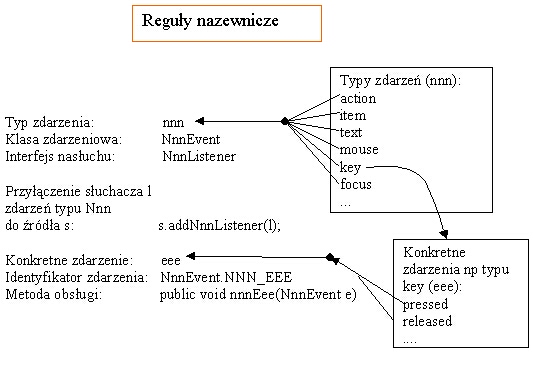 Reguły nazewnicze
Typy zdarzeń (nnn):
action
item
text
mouse
key
focus
...
Typ zdarzenia: nnn
Klasa zdarzeniowa: NnnEvent
Interfejs nasłuchu: NnnListener
Przyłączenie słuchacza l
zdarzeń typu Nnn
do źródła s: s.addNnnListener(l);
Konkretne zdarzenie: eee
Identyfikator zdarzenia: NnnEvent.NNN_EEE
Metoda obsługi: public void nnnEee(NnnEvent e)
Konkretne
zdarzenia np typu
key (eee):
pressed
released
....